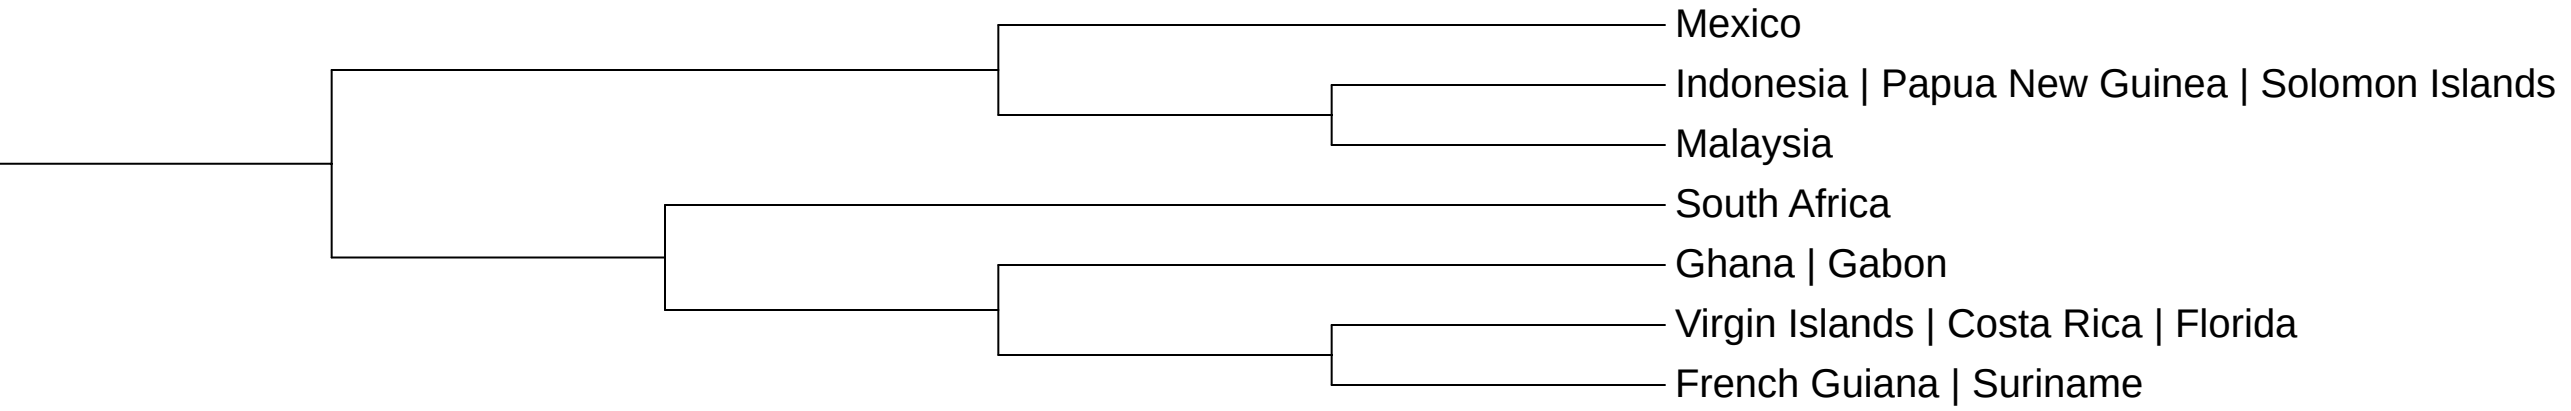 Mexico
Indonesia | Papua New Guinea | Solomon Islands
Malaysia
South Africa
Ghana | Gabon
Virgin Islands | Costa Rica | Florida
French Guiana | Suriname